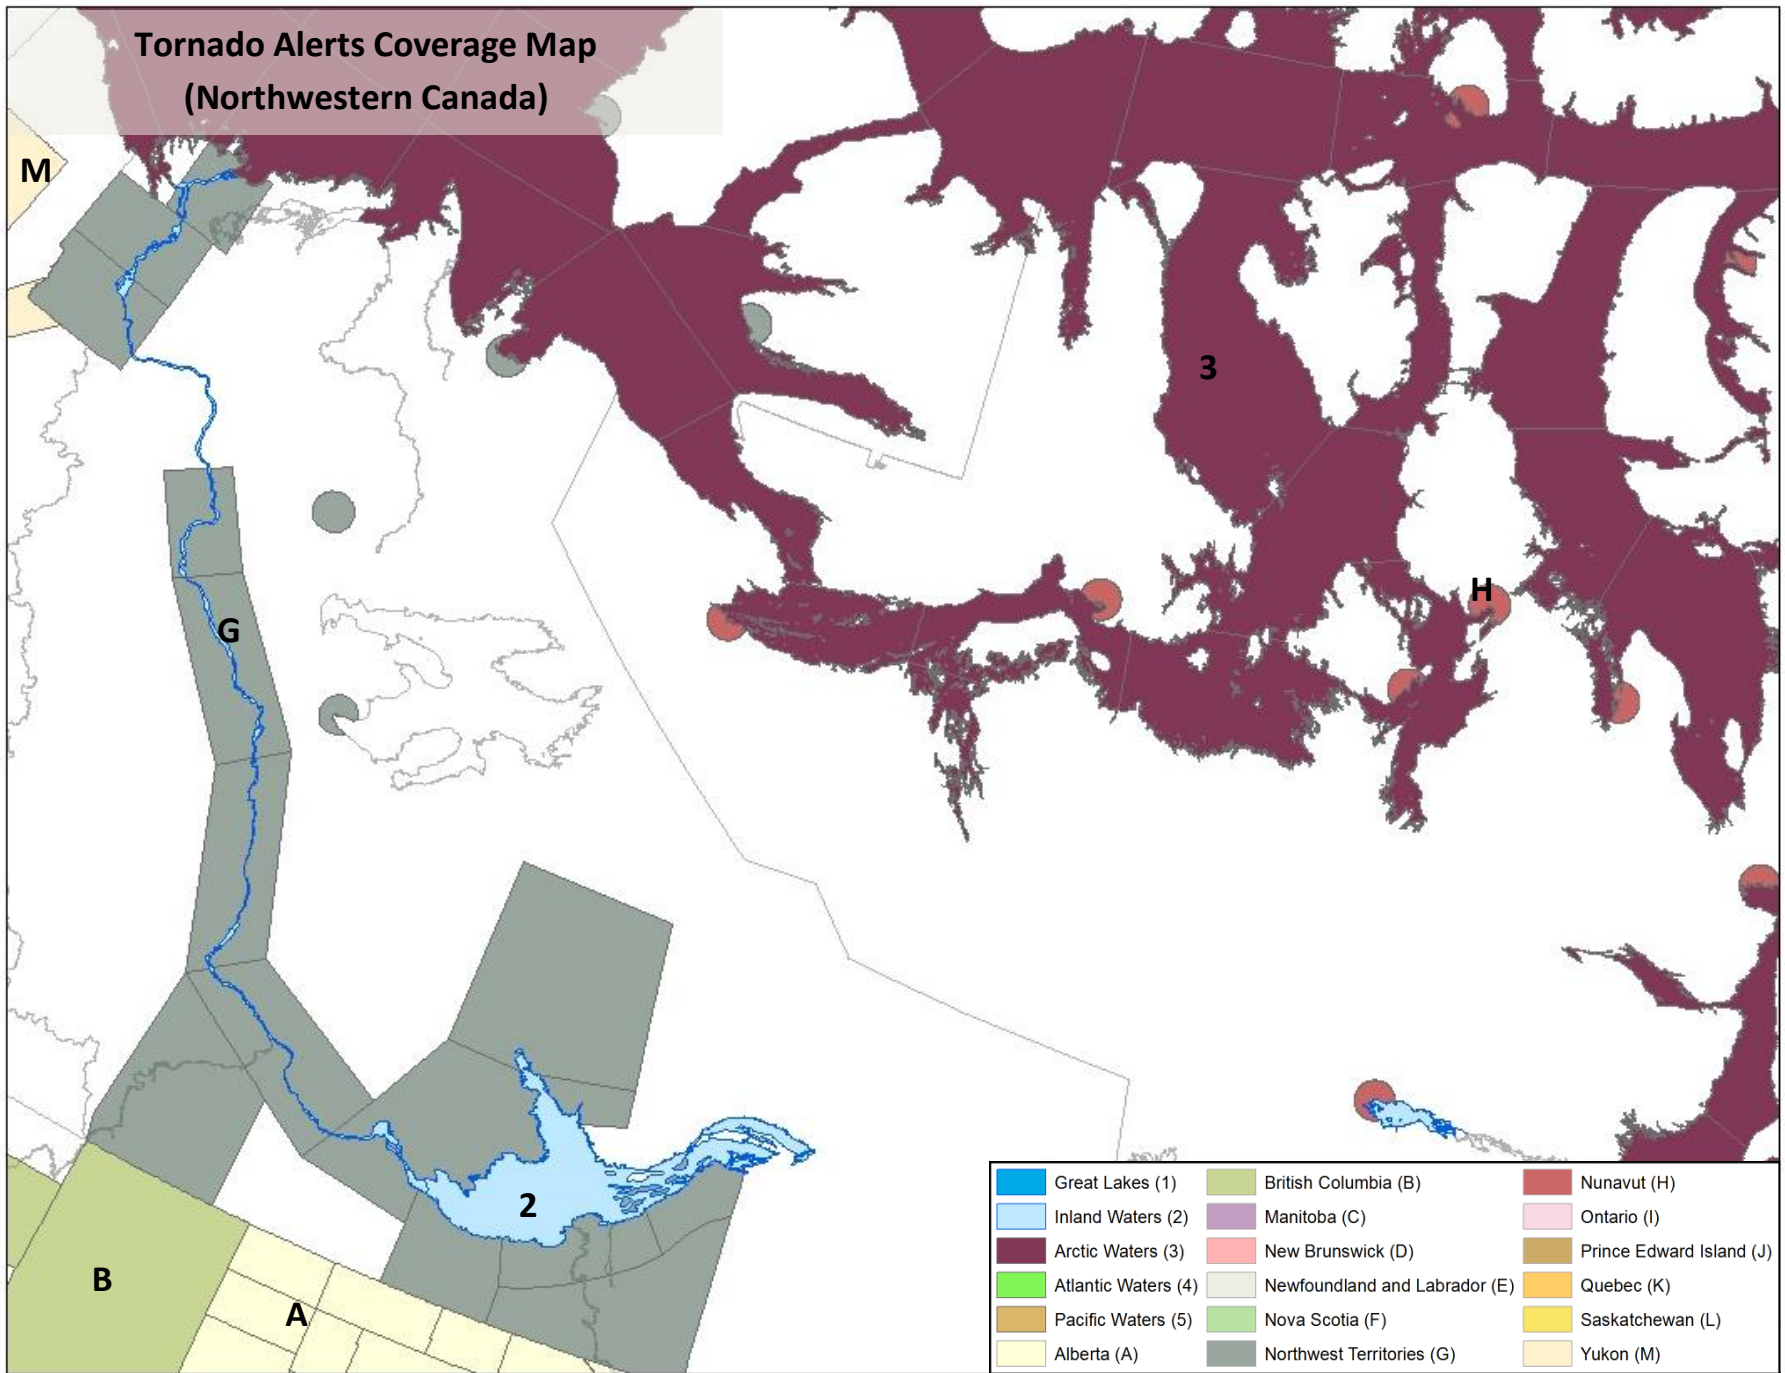 Tornado Alerts Coverage Map
(Northwestern Canada)
M
3
H
G
2
B
A
Great Lakes (1)
Inland Waters (2)
Arctic Waters (3)
Atlantic Waters (4)
Pacific Waters (5)
Alberta (A)
British Columbia (B)
Manitoba (C)
New Brunswick (D)
Newfoundland and Labrador (E)
Nova Scotia (F)
Northwest Territories (G)
Nunavut (H)
Ontario (I)
Prince Edward Island (J)
Quebec (K)
Saskatchewan (L)
Yukon (M)